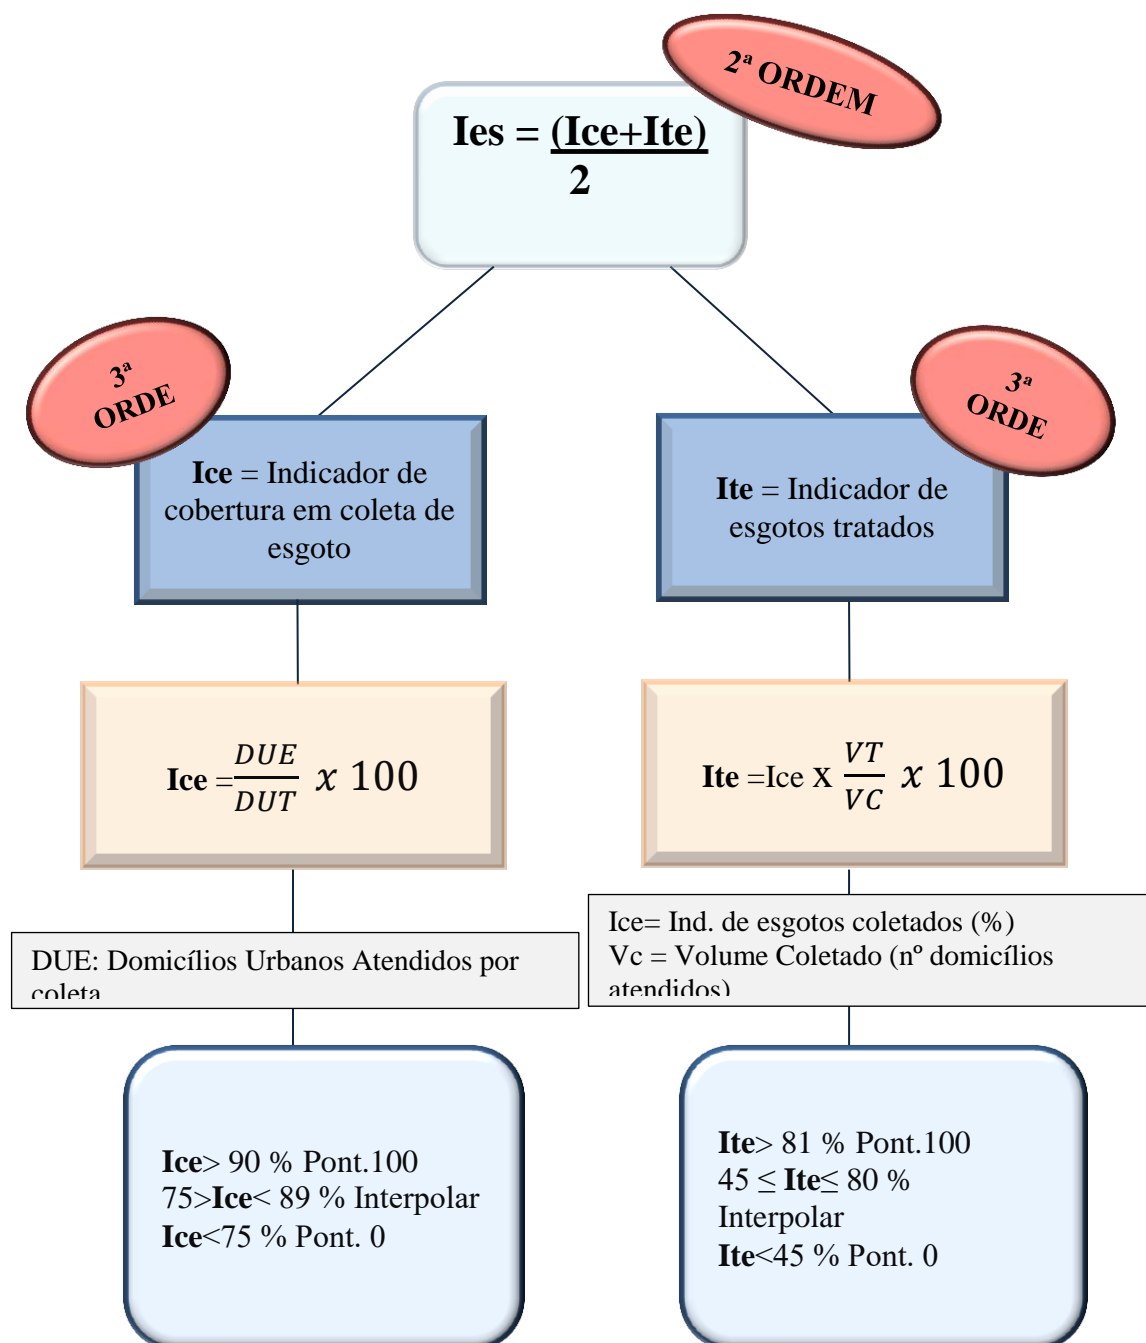 2ª ORDEM
Ies = (Ice+Ite)
2
3ª
ORDE
3ª
ORDE
Ice = Indicador de
cobertura em coleta de
esgoto
Ite = Indicador de
esgotos tratados
Ice =DUE/DUT x 100
Ite =Ice X VT/VC x 100
DUE: Domicílios Urbanos Atendidos por
coleta
Ice= Ind. de esgotos coletados (%)
Vc = Volume Coletado (nº domicílios
atendidos)
Ice> 90 % Pont.100
75>Ice< 89 % Interpolar
Ice<75 % Pont. 0
Ite> 81 % Pont.100
45 ≤ Ite≤ 80 %
Interpolar
Ite<45 % Pont. 0